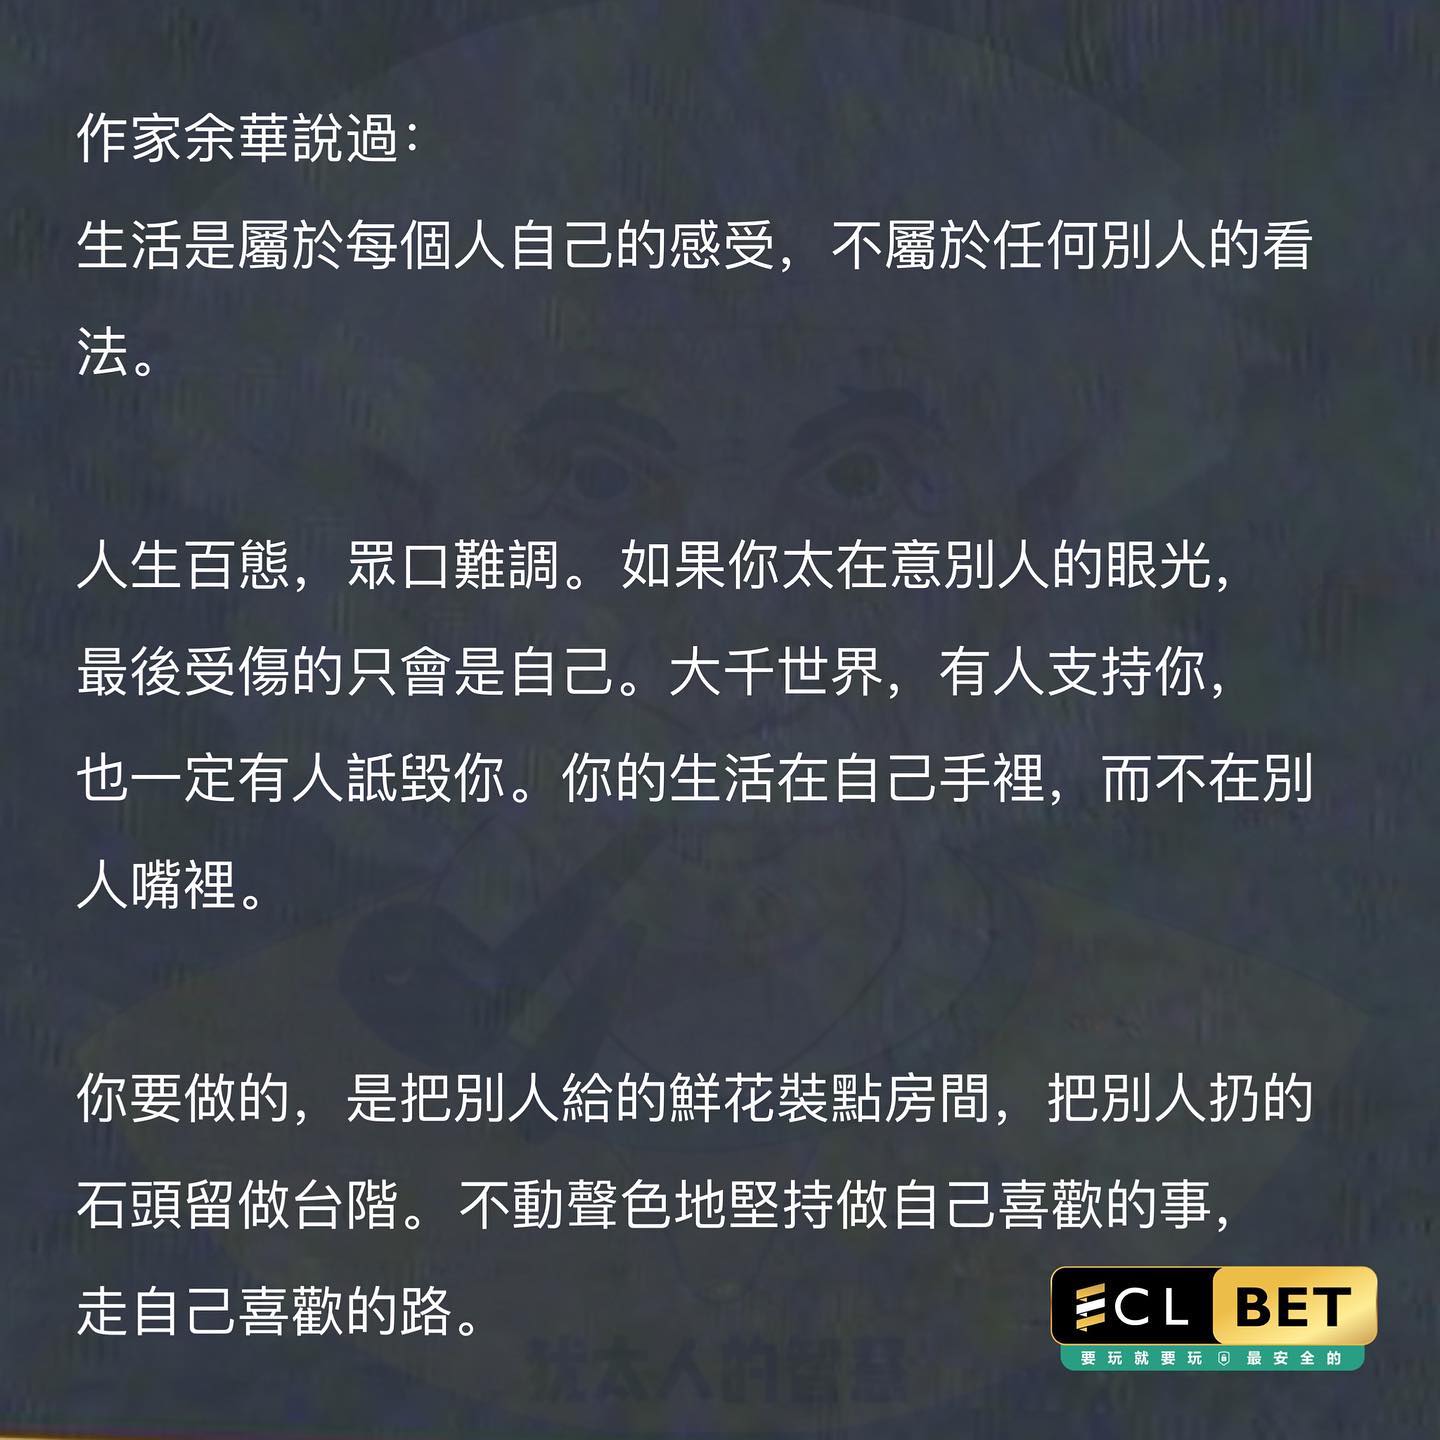 作家余華說過：
生活是屬於每個人自己的感受，不屬於任何別人的看
法。
人生百態，眾口難調。如果你太在意別人的眼光，
最後受傷的只會是自己。大千世界，有人支持你，
也一定有人詆毀你。你的生活在自己手裡，而不在別
人嘴裡。
你要做的，是把別人給的鮮花裝點房間，把別人扔的
石頭留做台階。不動聲色地堅持做自己喜歡的事，
走自己喜歡的路。
ECL BET
要玩就要玩 最安全的